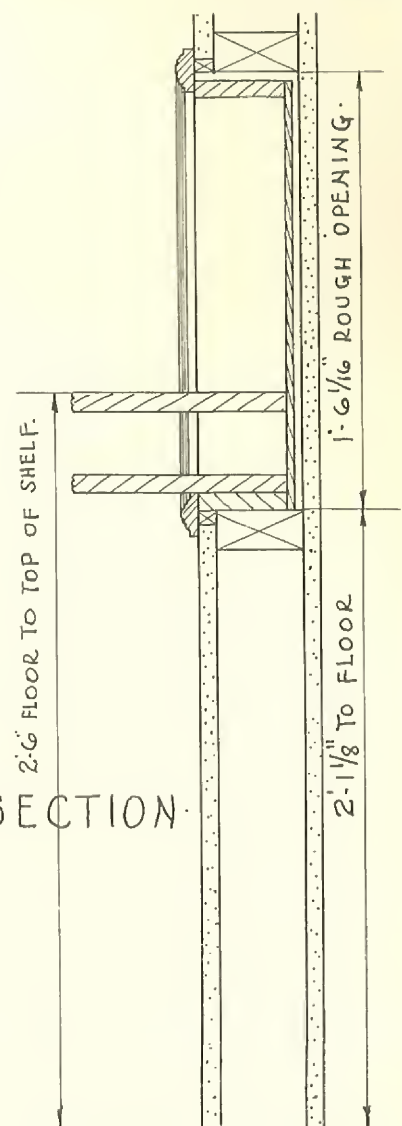 1'-6 1/16" ROUGH OPENING.
2'-6" FLOOR TO TOP OF SHELF.
2'-1 1/8" TO FLOOR
SECTION